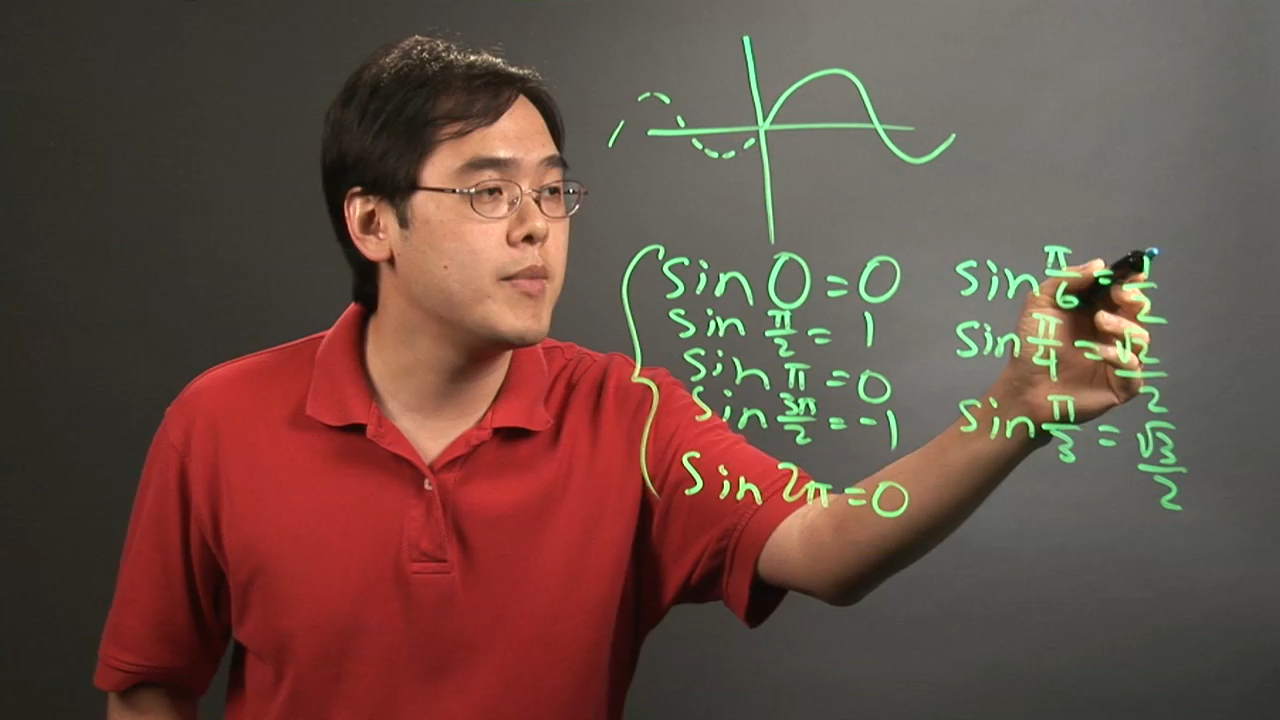 sin 0 = 0
sin π/2 = 1
sin π = 0
sin 3π/2 = -1
sin 2π = 0
sin π/6 = 1/2
sin π/4 = √2/2
sin π/3 = √3/2